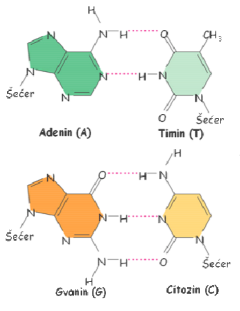 H
N H O CH₃
N
N N H N
N N N
Šećer O Šećer
Adenin (A) Timin (T)
H
O H N
N
N N H N
N N N
Šećer N H O Šećer
H
Gvanin (G) Citozin (C)